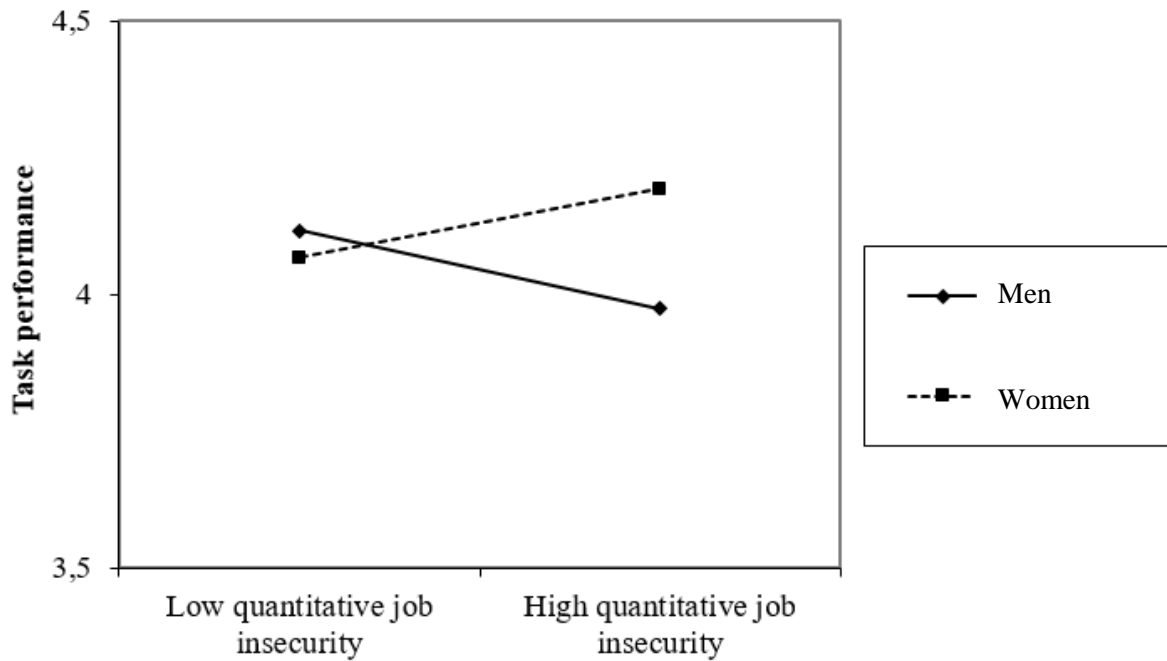 4,5
Task performance
4
3,5
Low quantitative job
insecurity
High quantitative job
insecurity
Men
Women